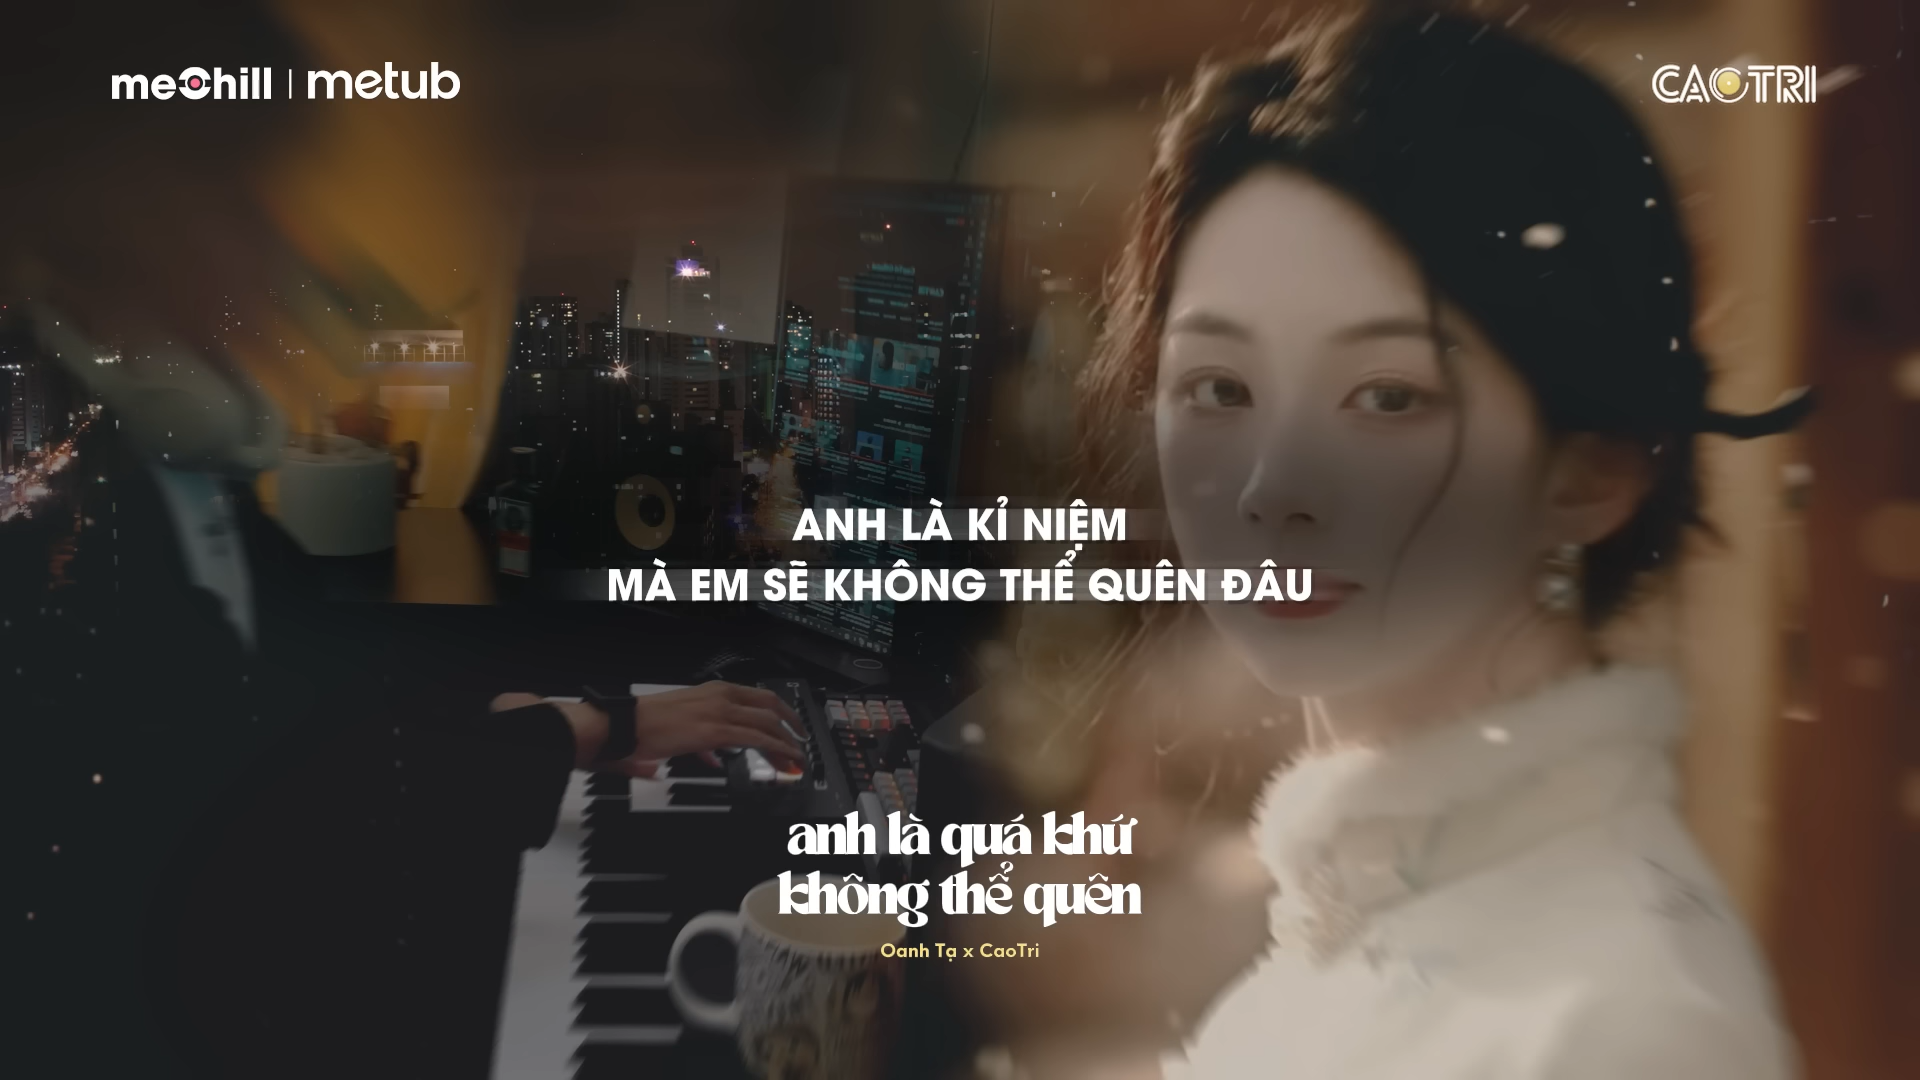 mechill | metub
CAOTRI
ANH LÀ KỈ NIỆM
MÀ EM SẼ KHÔNG THỂ QUÊN ĐÂU
anh là quá khứ
không thể quên
Oanh Tạ x CaoTri